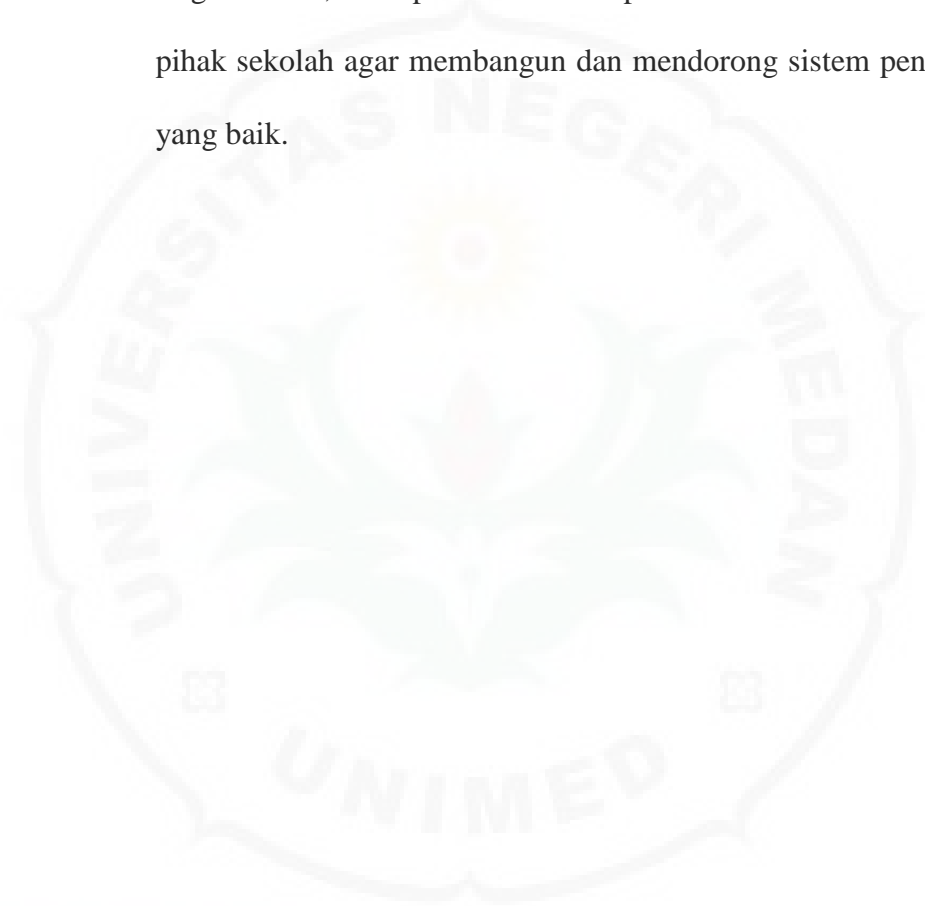 pihak sekolah agar membangun dan mendorong sistem pen
yang baik.
UNIVERSITAS NEGERI MEDAN
UNIMED